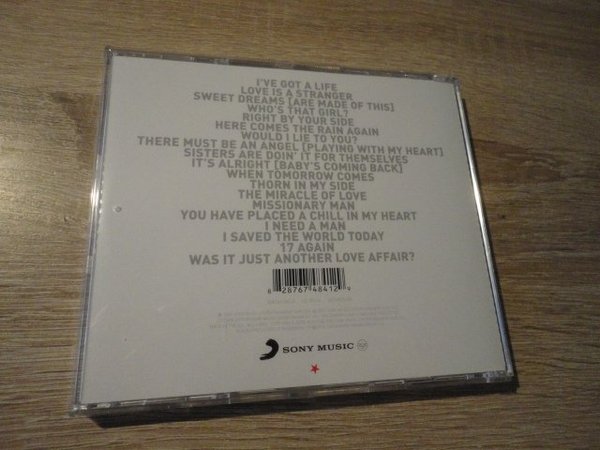 I'VE GOT A LIFE
LOVE IS A STRANGER
SWEET DREAMS [ARE MADE OF THIS]
WHO'S THAT GIRL?
RIGHT BY YOUR SIDE
HERE COMES THE RAIN AGAIN
WOULD I LIE TO YOU?
THERE MUST BE AN ANGEL [PLAYING WITH MY HEART]
SISTERS ARE DOIN' IT FOR THEMSELVES
IT'S ALRIGHT [BABY'S COMING BACK]
WHEN TOMORROW COMES
THORN IN MY SIDE
THE MIRACLE OF LOVE
MISSIONARY MAN
YOU HAVE PLACED A CHILL IN MY HEART
I NEED A MAN
I SAVED THE WORLD TODAY
17 AGAIN
WAS IT JUST ANOTHER LOVE AFFAIR?
8 28767 48412 9
SONY MUSIC